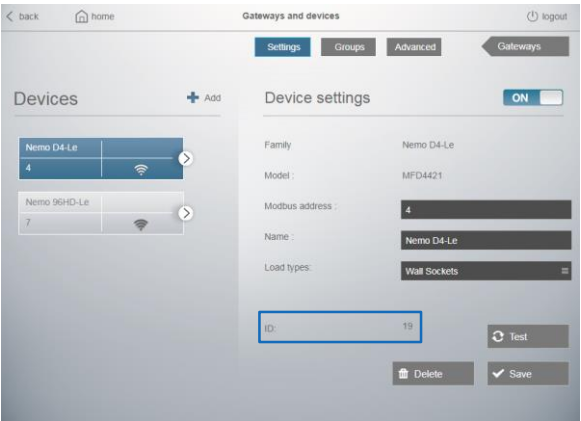 back home Gateways and devices logout
Settings Groups Advanced Gateways
Devices Add Device settings ON
Nemo D4-Le
4
Nemo 96HD-Le
7
Family Nemo D4-Le
Model : MFD4421
Modbus address : 4
Name : Nemo D4-Le
Load types: Wall Sockets
ID: 19
Test
Delete Save